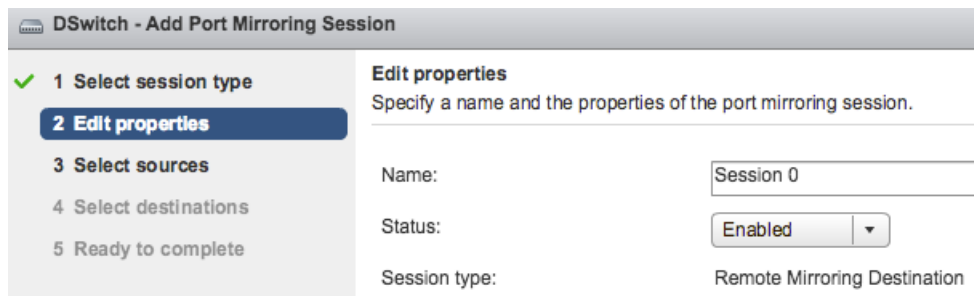 DSwitch - Add Port Mirroring Session
1 Select session type
2 Edit properties
3 Select sources
4 Select destinations
5 Ready to complete
Edit properties
Specify a name and the properties of the port mirroring session.
Name: Session 0
Status: Enabled
Session type: Remote Mirroring Destination